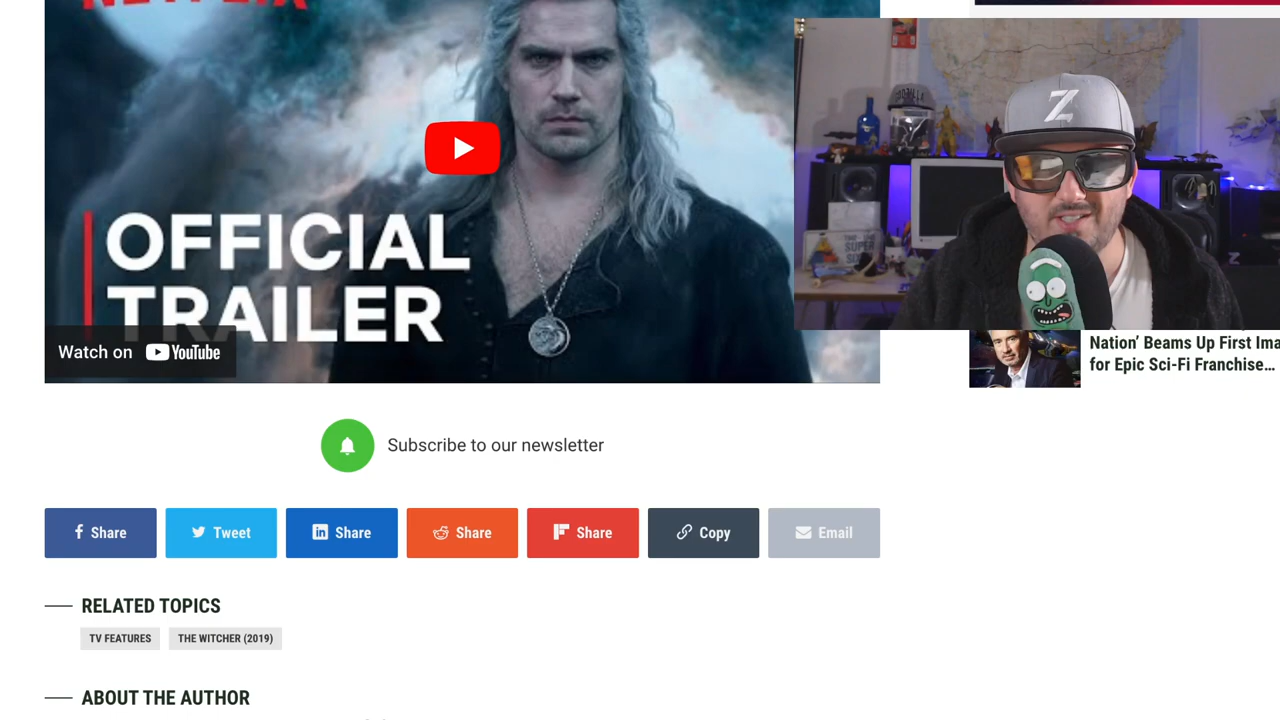 NETFLIX
OFFICIAL
TRAILER
Watch on YouTube
Z
Nation’ Beams Up First Ima
for Epic Sci-Fi Franchise…
Subscribe to our newsletter
Share
Tweet
Share
Share
Share
Copy
Email
RELATED TOPICS
TV FEATURES
THE WITCHER (2019)
ABOUT THE AUTHOR